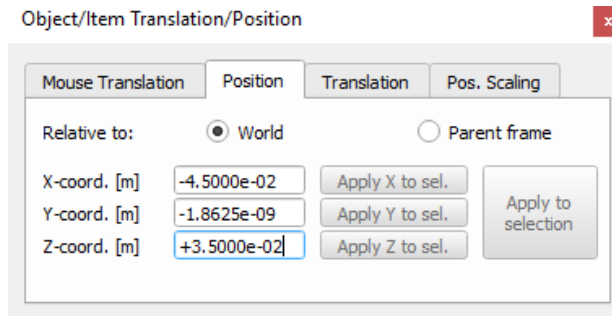 Object/Item Translation/Position
x
Mouse Translation Position Translation Pos. Scaling
Relative to: World Parent frame
X-coord. [m] -4.5000e-02 Apply X to sel.
Y-coord. [m] -1.8625e-09 Apply Y to sel.
Z-coord. [m] +3.5000e-02 Apply Z to sel.
Apply to
selection